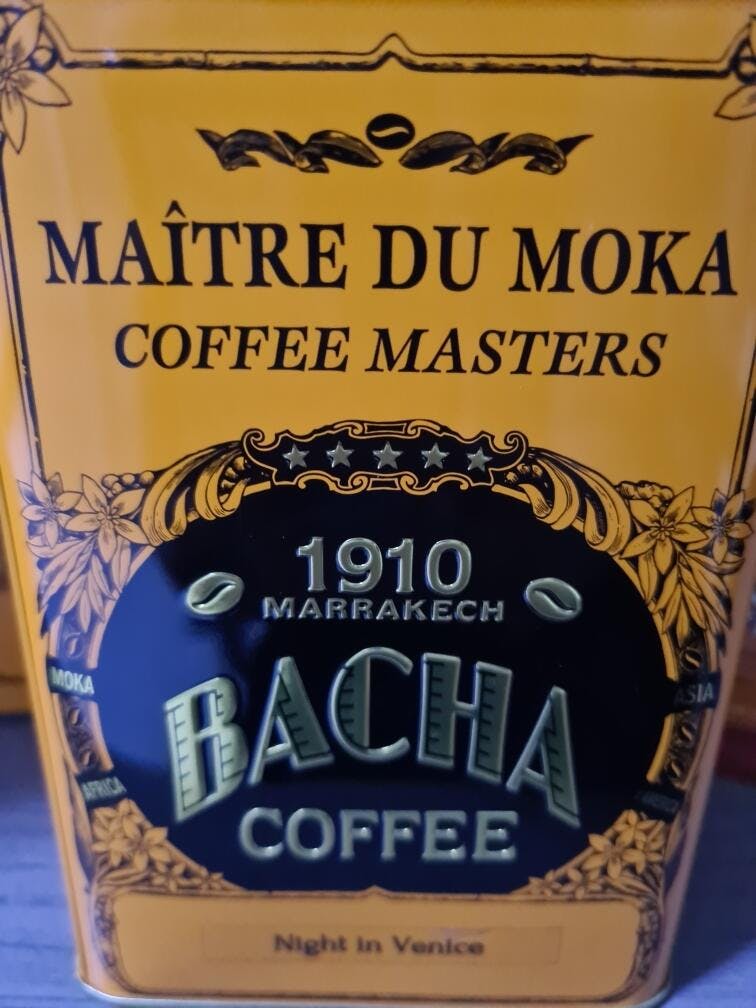 MAÎTRE DU MOKA
COFFEE MASTERS
1910
MARRAKECH
BACHA
COFFEE
MOKA
ASIA
AFRICA
Night in Venice